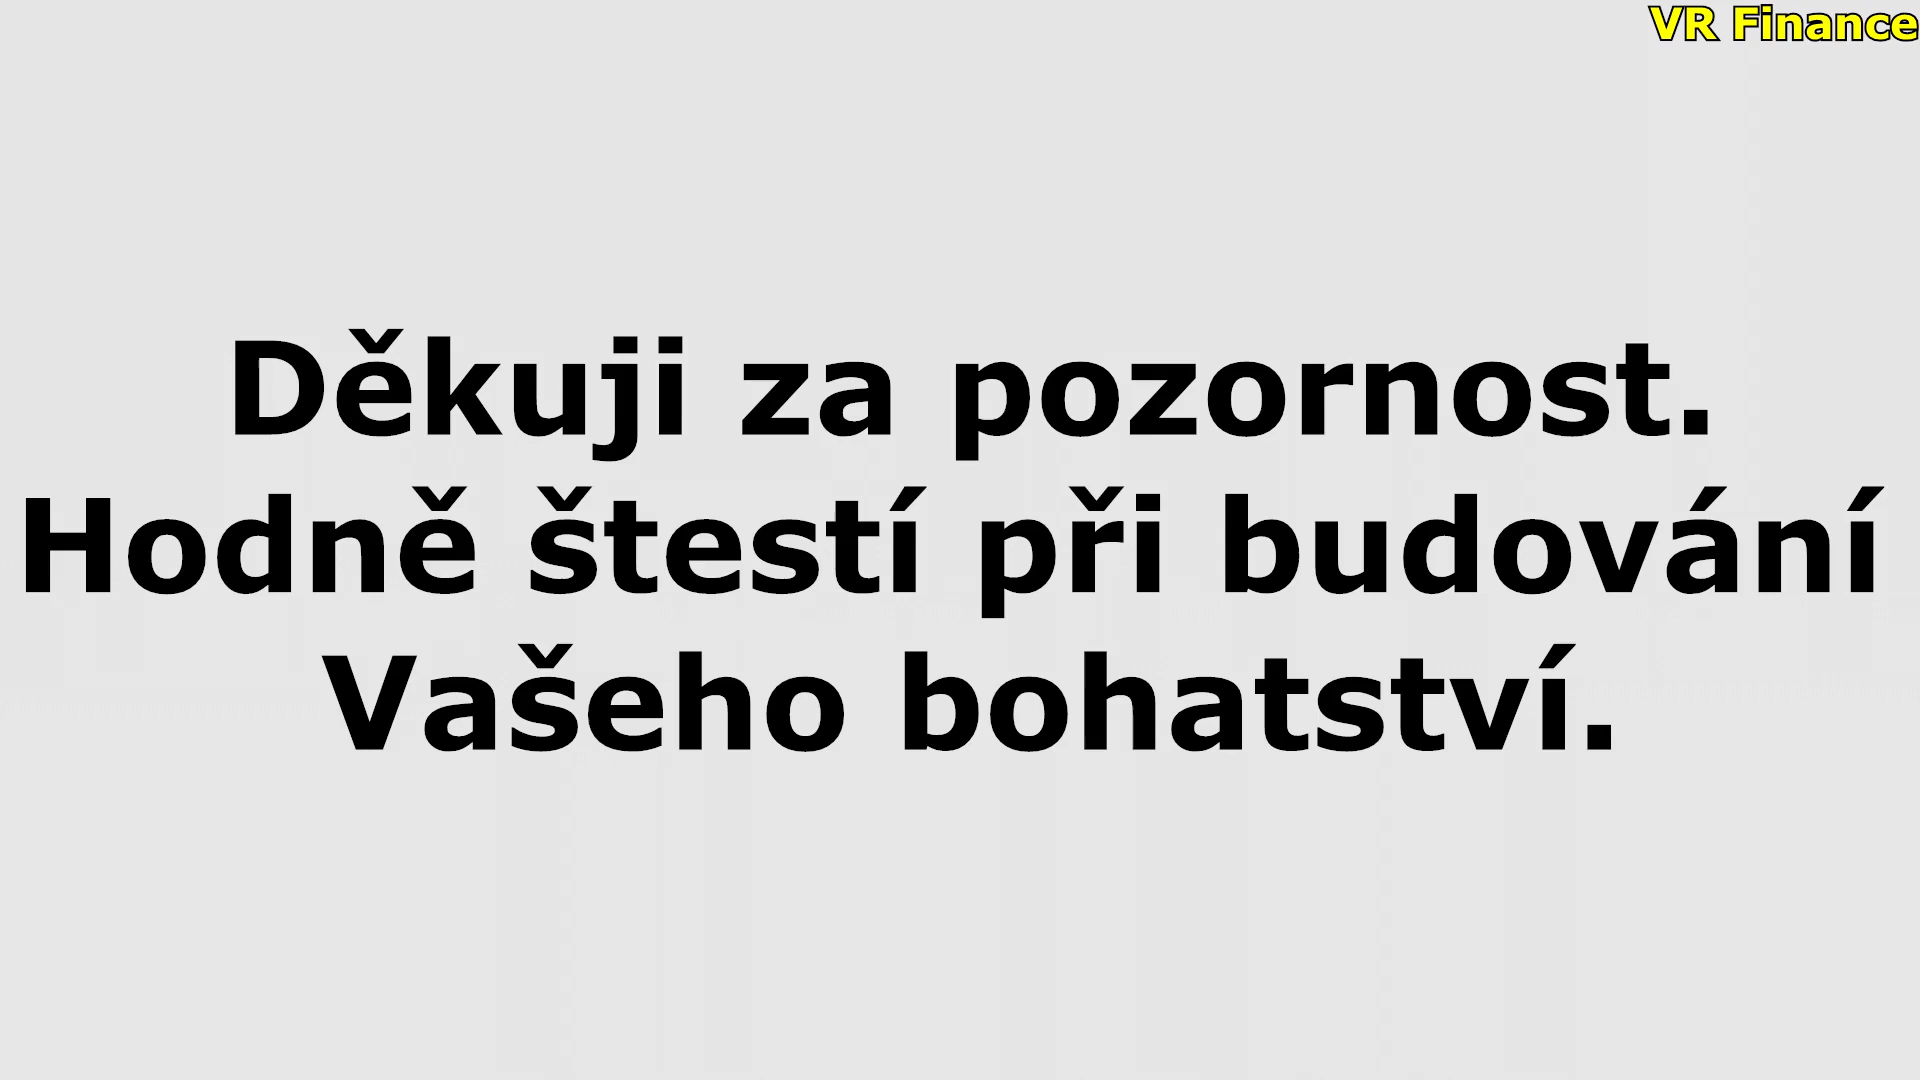 VR Finance
Děkuji za pozornost.
Hodně štestí při budování
Vašeho bohatství.